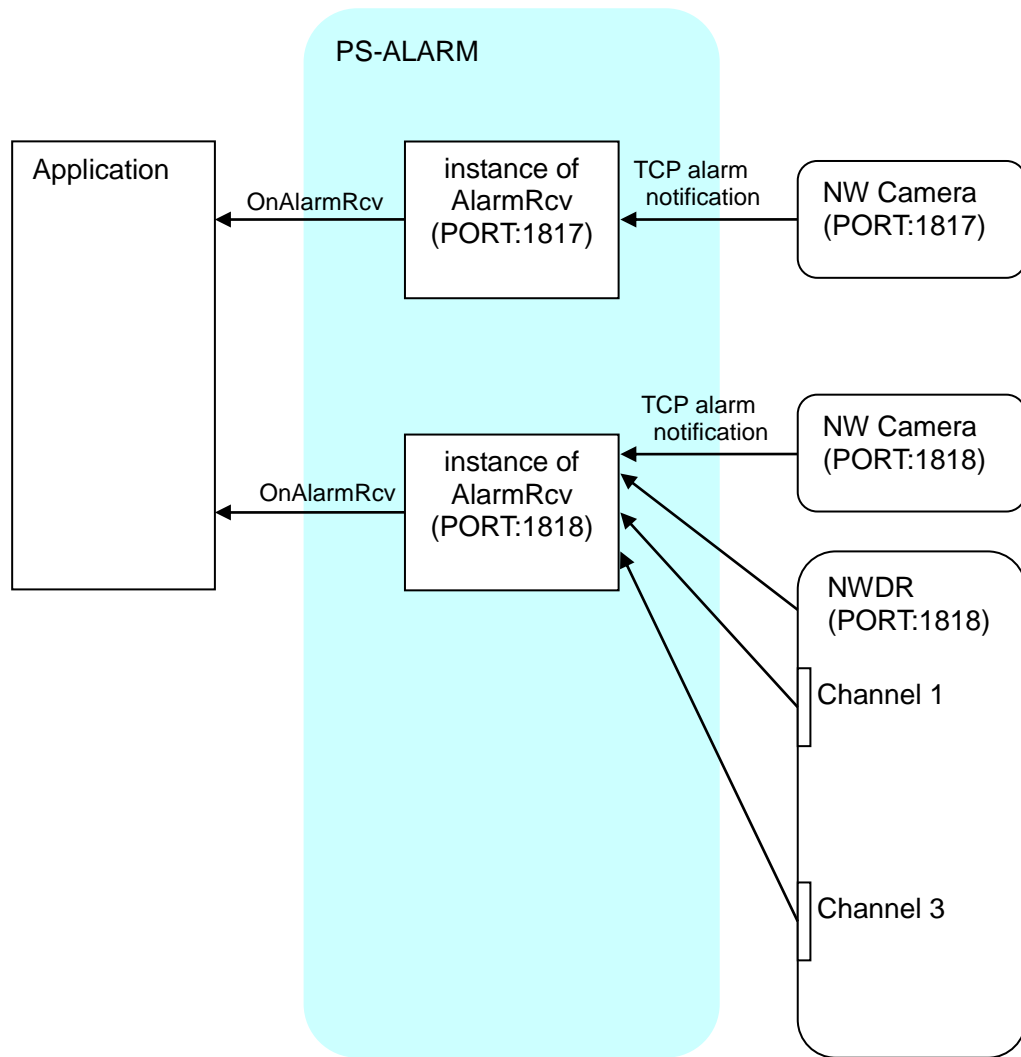 PS-ALARM
Application
OnAlarmRcv
instance of
AlarmRcv
(PORT:1817)
TCP alarm
notification
NW Camera
(PORT:1817)
OnAlarmRcv
instance of
AlarmRcv
(PORT:1818)
TCP alarm
notification
NW Camera
(PORT:1818)
NWDR
(PORT:1818)
Channel 1
Channel 3